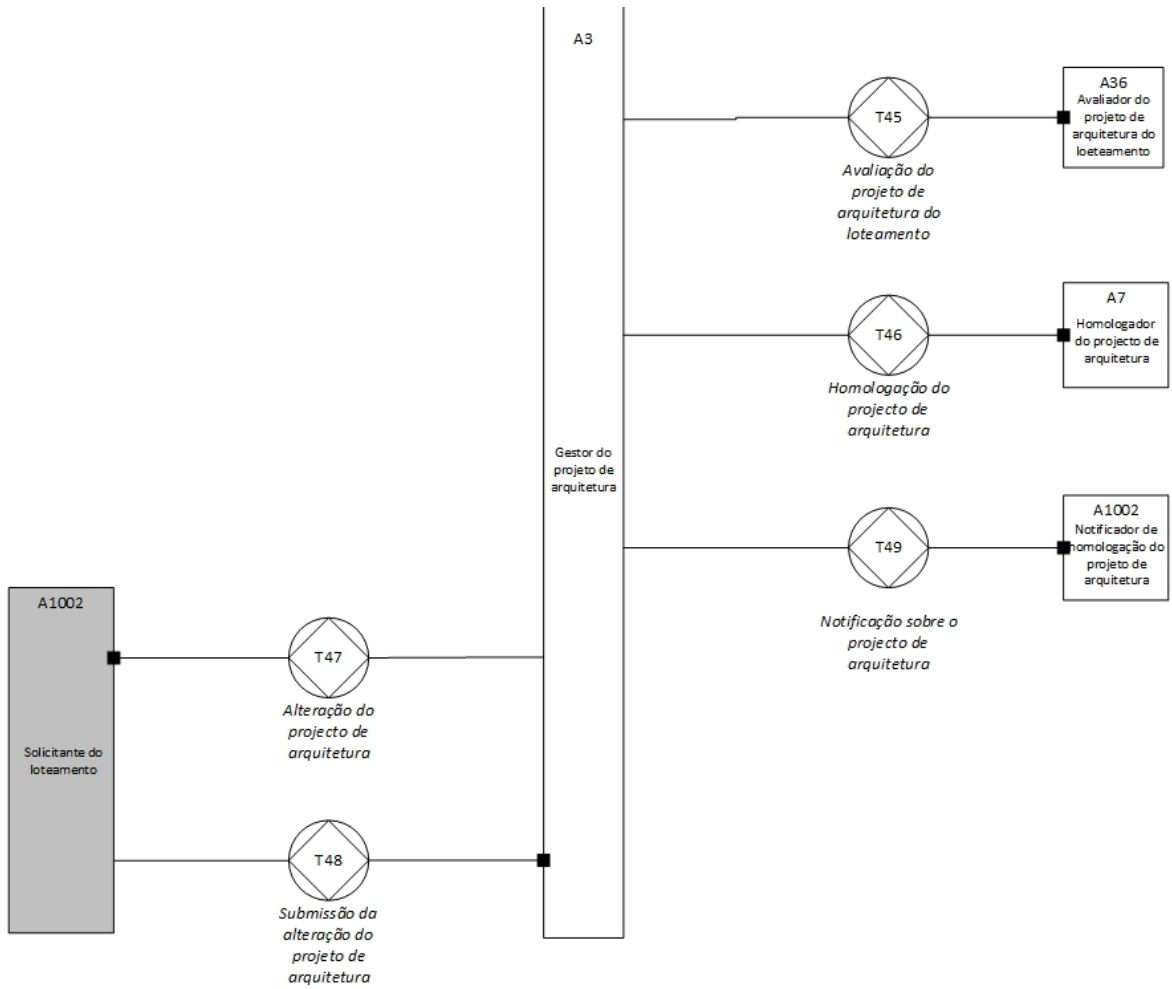 A3
A36
Avaliador do
projeto de
arquitetura do
loeteamento
T45
Avaliação do
projeto de
arquitetura do
loteamento
A7
Homologador
do projecto de
arquitetura
T46
Homologação do
projecto de
arquitetura
Gestor do
projeto de
arquitetura
A1002
Notificador de
homologação do
projeto de
arquitetura
T49
Notificação sobre o
projecto de
arquitetura
A1002
Solicitante do
loteamento
T47
Alteração do
projecto de
arquitetura
T48
Submissão da
alteração do
projeto de
arquitetura